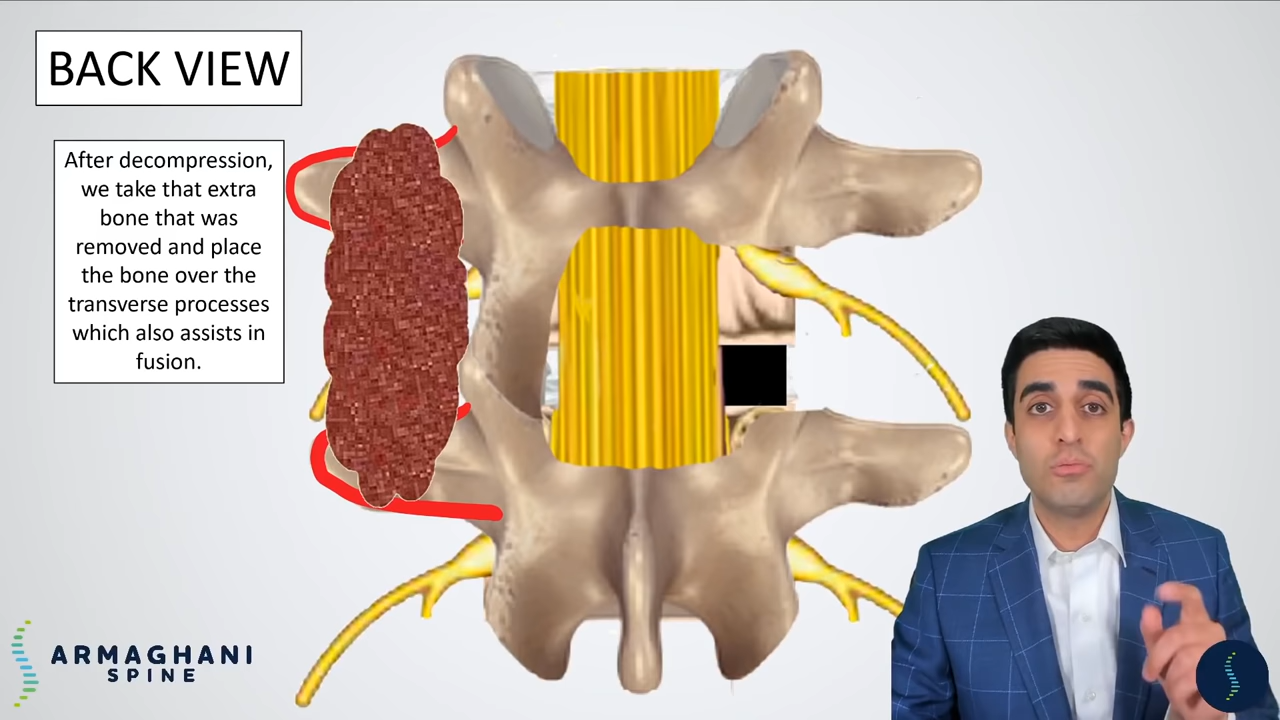 BACK VIEW
After decompression,
we take that extra
bone that was
removed and place
the bone over the
transverse processes
which also assists in
fusion.
ARMAGHANI
SPINE